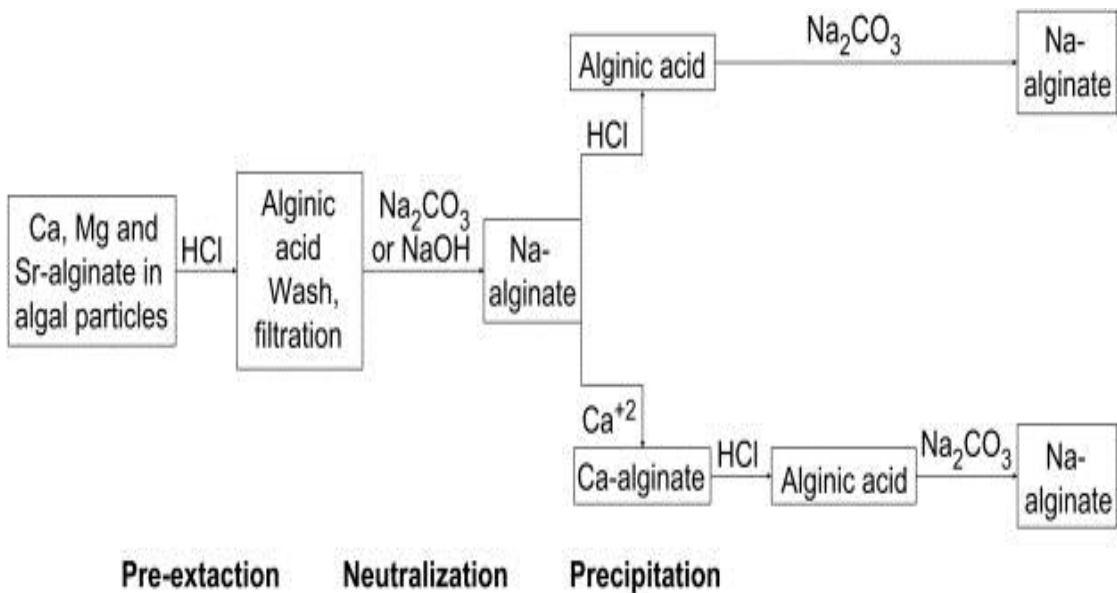 Ca, Mg and
Sr-alginate in
algal particles
HCl
Alginic
acid
Wash,
filtration
Na2CO3
or NaOH
Na-
alginate
HCl
Alginic acid
Na2CO3
Na-
alginate
Ca+2
Ca-alginate
HCl
Alginic acid
Na2CO3
Na-
alginate
Pre-extaction
Neutralization
Precipitation